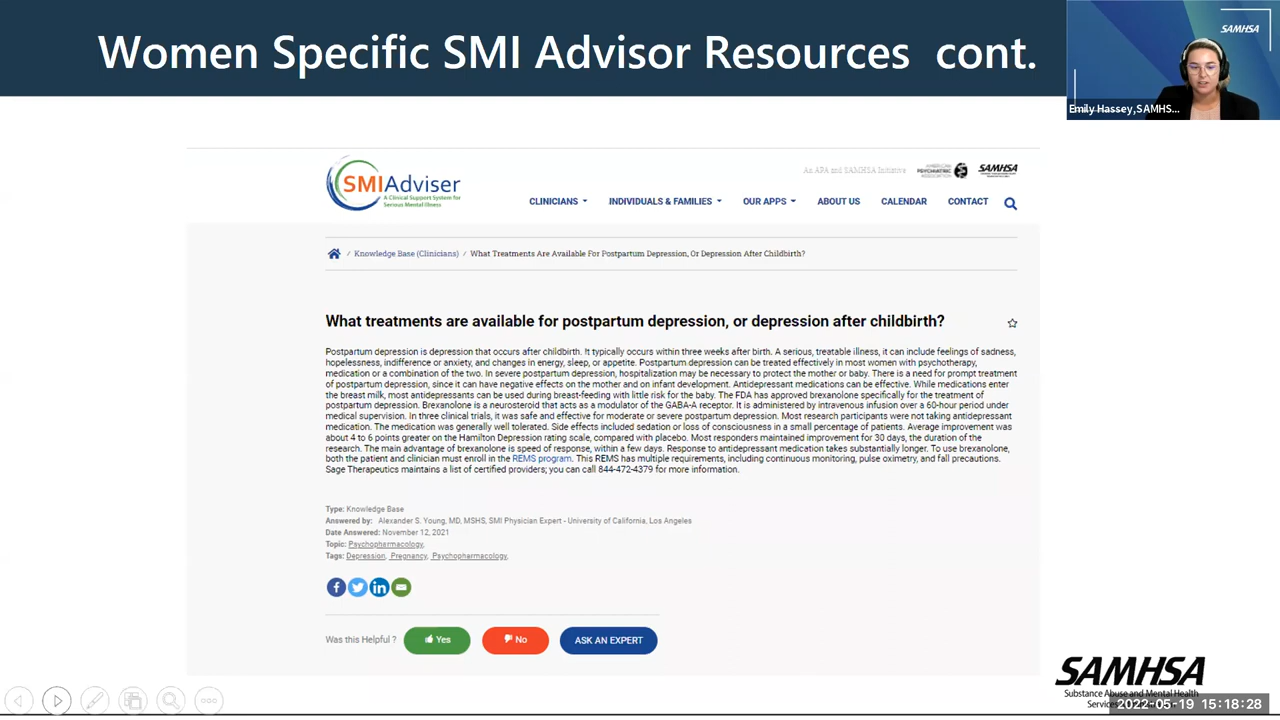 Women Specific SMI Advisor Resources cont.
SAMHSA
Emily Hassey,SAMHS...
SMIAdviser
A Clinical Support System for
Serious Mental Illness
An APA and SAMHSA Initiative
AMERICAN
PSYCHIATRIC
ASSOCIATION
SAMHSA
CLINICIANS
INDIVIDUALS & FAMILIES
OUR APPS
ABOUT US
CALENDAR
CONTACT
/ Knowledge Base (Clinicians) / What Treatments Are Available For Postpartum Depression, Or Depression After Childbirth?
What treatments are available for postpartum depression, or depression after childbirth?
Postpartum depression is depression that occurs after childbirth. It typically occurs within three weeks after birth. A serious, treatable illness, it can include feelings of sadness,
hopelessness, indifference or anxiety, and changes in energy, sleep, or appetite. Postpartum depression can be treated effectively in most women with psychotherapy,
medication or a combination of the two. In severe postpartum depression, hospitalization may be necessary to protect the mother or baby. There is a need for prompt treatment
of postpartum depression, since it can have negative effects on the mother and on infant development. Antidepressant medications can be effective. While medications enter
the breast milk, most antidepressants can be used during breast-feeding with little risk for the baby. The FDA has approved brexanolone specifically for the treatment of
postpartum depression. Brexanolone is a neurosteroid that acts as a modulator of the GABA-A receptor. It is administered by intravenous infusion over a 60-hour period under
medical supervision. In three clinical trials, it was safe and effective for moderate or severe postpartum depression. Most research participants were not taking antidepressant
medication. The medication was generally well tolerated. Side effects included sedation or loss of consciousness in a small percentage of patients. Average improvement was
about 4 to 6 points greater on the Hamilton Depression rating scale, compared with placebo. Most responders maintained improvement for 30 days, the duration of the
research. The main advantage of brexanolone is speed of response, within a few days. Response to antidepressant medication takes substantially longer. To use brexanolone,
both the patient and clinician must enroll in the REMS program. This REMS has multiple requirements, including continuous monitoring, pulse oximetry, and fall precautions.
Sage Therapeutics maintains a list of certified providers; you can call 844-472-4379 for more information.
Type: Knowledge Base
Answered by: Alexander S. Young, MD, MSHS, SMI Physician Expert - University of California, Los Angeles
Date Answered: November 12, 2021
Topic: Psychopharmacology,
Tags: Depression, Pregnancy, Psychopharmacology,
Was this Helpful ?
Yes
No
ASK AN EXPERT
SAMHSA
Substance Abuse and Mental Health
Services
2022-05-19 15:18:28